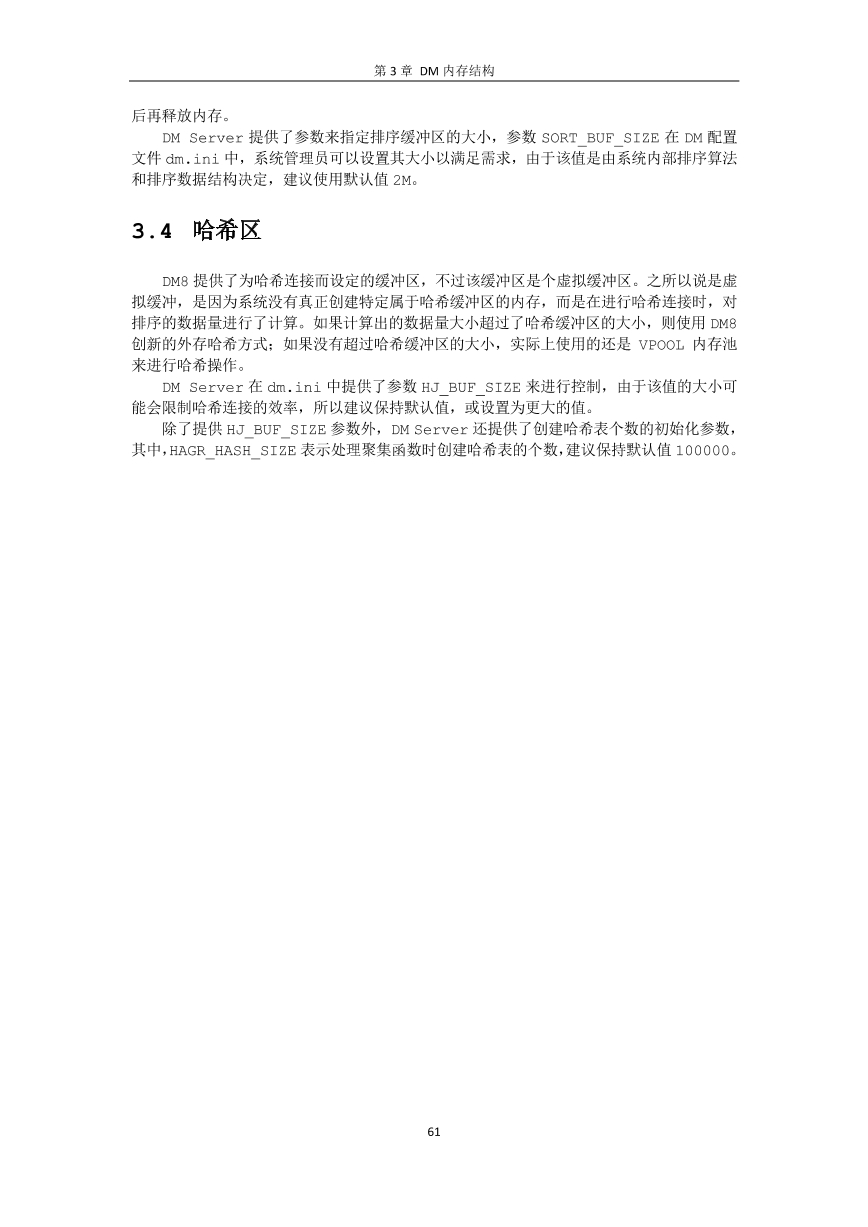 第 3 章 DM 内存结构
后再释放内存。
DM Server 提供了参数来指定排序缓冲区的大小，参数 SORT_BUF_SIZE 在 DM 配置
文件 dm.ini 中，系统管理员可以设置其大小以满足需求，由于该值是由系统内部排序算法
和排序数据结构决定，建议使用默认值 2M。
3.4 哈希区
DM8 提供了为哈希连接而设定的缓冲区，不过该缓冲区是个虚拟缓冲区。之所以说是虚
拟缓冲，是因为系统没有真正创建特定属于哈希缓冲区的内存，而是在进行哈希连接时，对
排序的数据量进行了计算。如果计算出的数据量大小超过了哈希缓冲区的大小，则使用 DM8
创新的外存哈希方式；如果没有超过哈希缓冲区的大小，实际上使用的还是 VPOOL 内存池
来进行哈希操作。
DM Server 在 dm.ini 中提供了参数 HJ_BUF_SIZE 来进行控制，由于该值的大小可
能会限制哈希连接的效率，所以建议保持默认值，或设置为更大的值。
除了提供 HJ_BUF_SIZE 参数外，DM Server 还提供了创建哈希表个数的初始化参数，
其中，HAGR_HASH_SIZE 表示处理聚集函数时创建哈希表的个数，建议保持默认值 100000。
61